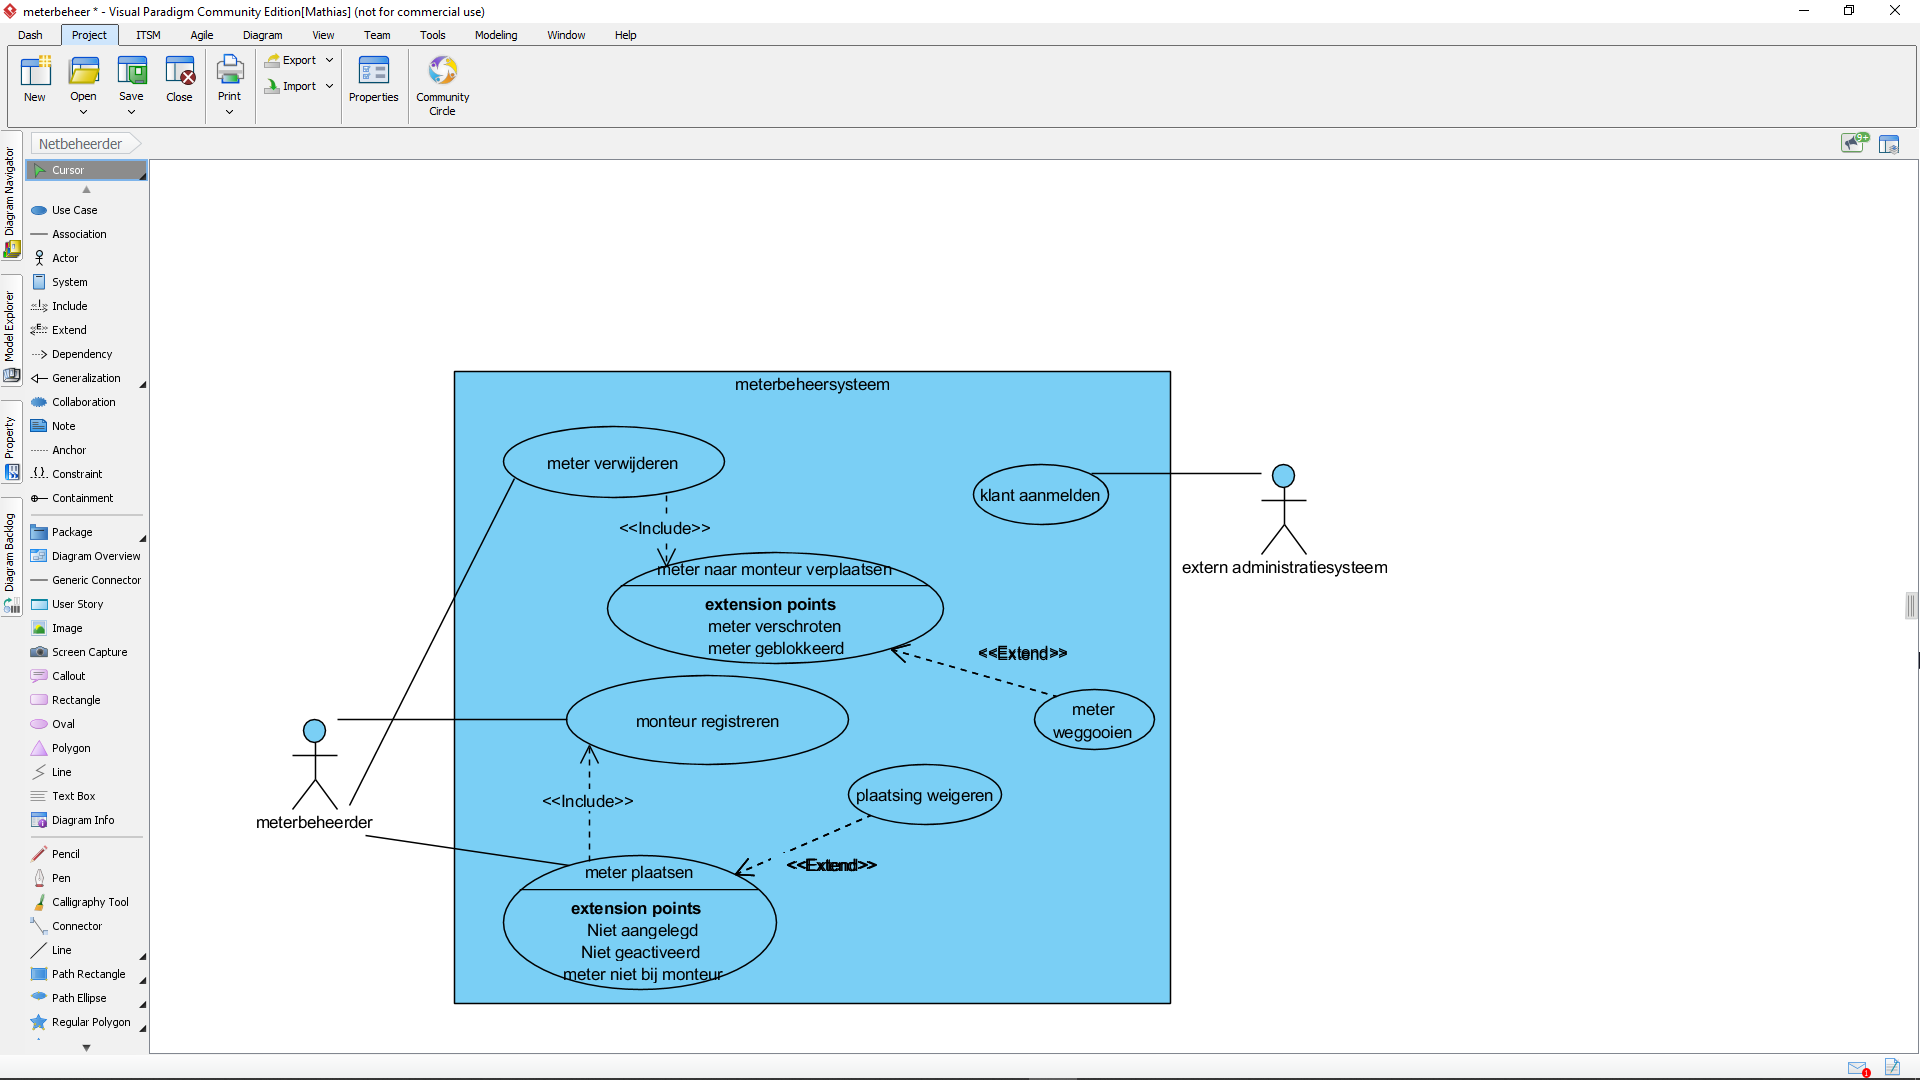 meterbeheer * - Visual Paradigm Community Edition[Mathias] (not for commercial use)
Dash Project ITSM Agile Diagram View Team Tools Modeling Window Help
New Open Save Close Print Export Import Properties Community Circle
Netbeheerder
Diagram Navigator
Model Explorer
Property
Diagram Backlog
Cursor
Use Case
Association
Actor
System
Include
Extend
Dependency
Generalization
Collaboration
Note
Anchor
Constraint
Containment
Package
Diagram Overview
Generic Connector
User Story
Image
Screen Capture
Callout
Rectangle
Oval
Polygon
Line
Text Box
Diagram Info
Pencil
Pen
Calligraphy Tool
Connector
Line
Path Rectangle
Path Ellipse
Regular Polygon
9+
meterbeheersysteem
meter verwijderen
klant aanmelden
<<Include>>
extern administratiesysteem
meter naar monteur verplaatsen
extension points
meter verschroten
meter geblokkeerd
<<Extend>>
meter
weggooien
monteur registreren
meterbeheerder
<<Include>>
plaatsing weigeren
<<Extend>>
meter plaatsen
extension points
Niet aangelegd
Niet geactiveerd
meter niet bij monteur
1